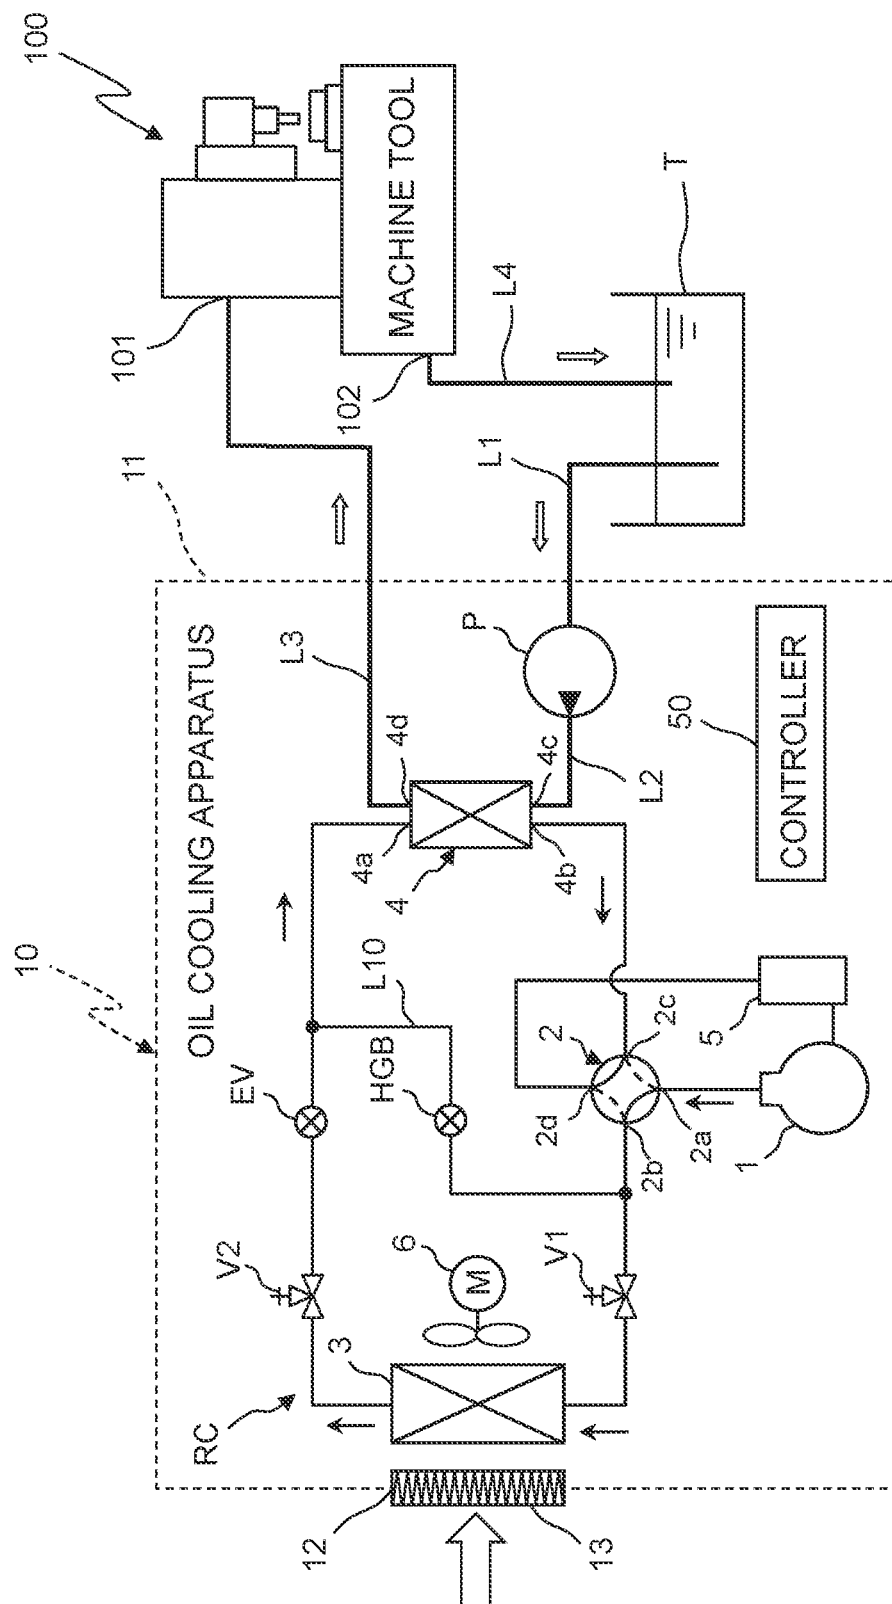 100
101
MACHINE TOOL
102
L4
T
11
L1
10
OIL COOLING APPARATUS
L3
P
4d
4c
L2
50
CONTROLLER
4a
4
4b
L10
EV
HGB
2
2c
2d
2b
2a
5
1
V2
6
M
V1
3
RC
12
13